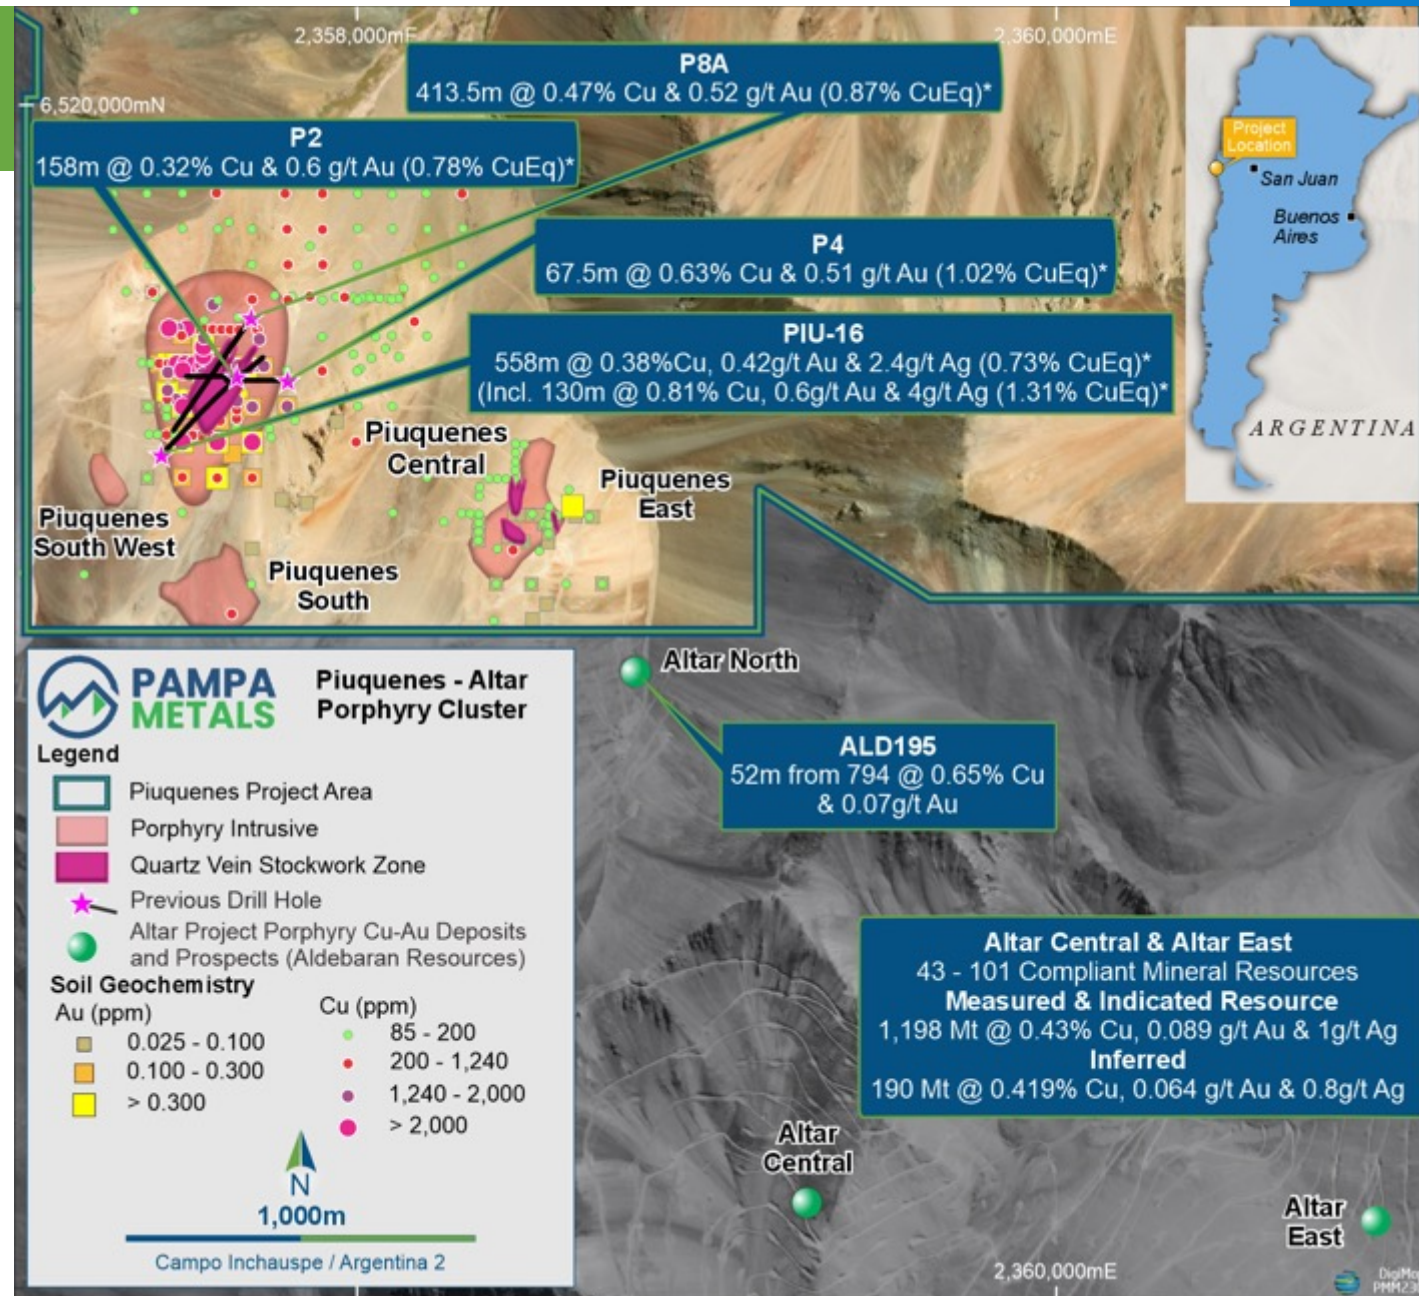 2,358,000mE
2,360,000mE
6,520,000mN
P8A
413.5m @ 0.47% Cu & 0.52 g/t Au (0.87% CuEq)*
P2
158m @ 0.32% Cu & 0.6 g/t Au (0.78% CuEq)*
P4
67.5m @ 0.63% Cu & 0.51 g/t Au (1.02% CuEq)*
PIU-16
558m @ 0.38%Cu, 0.42g/t Au & 2.4g/t Ag (0.73% CuEq)*
(Incl. 130m @ 0.81% Cu, 0.6g/t Au & 4g/t Ag (1.31% CuEq)*
Project
Location
San Juan
Buenos
Aires
ARGENTINA
Piuquenes
Central
Piuquenes
East
Piuquenes
South West
Piuquenes
South
Altar North
ALD195
52m from 794 @ 0.65% Cu
& 0.07g/t Au
Altar Central & Altar East
43 - 101 Compliant Mineral Resources
Measured & Indicated Resource
1,198 Mt @ 0.43% Cu, 0.089 g/t Au & 1g/t Ag
Inferred
190 Mt @ 0.419% Cu, 0.064 g/t Au & 0.8g/t Ag
Altar
Central
Altar
East
2,360,000mE
PAMPA
METALS
Piuquenes - Altar
Porphyry Cluster
Legend
Piuquenes Project Area
Porphyry Intrusive
Quartz Vein Stockwork Zone
Previous Drill Hole
Altar Project Porphyry Cu-Au Deposits
and Prospects (Aldebaran Resources)
Soil Geochemistry
Au (ppm)
0.025 - 0.100
0.100 - 0.300
> 0.300
Cu (ppm)
85 - 200
200 - 1,240
1,240 - 2,000
> 2,000
N
1,000m
Campo Inchauspe / Argentina 2